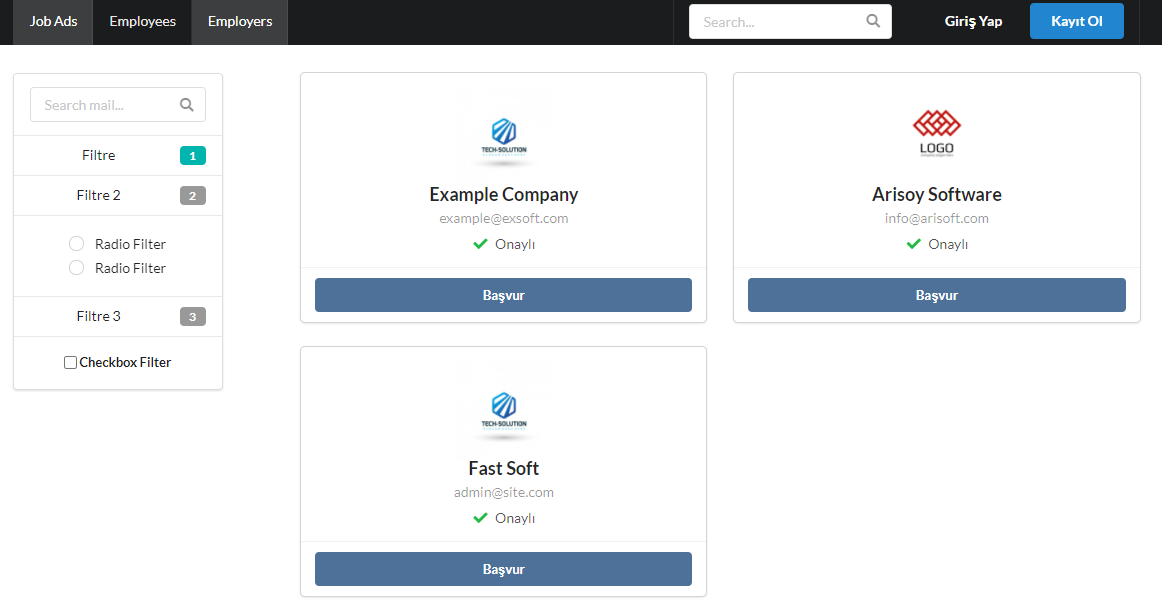 Job Ads
Employees
Employers
Search...
Giriş Yap
Kayıt Ol
Search mail...
Filtre
1
Filtre 2
2
Radio Filter
Radio Filter
Filtre 3
3
Checkbox Filter
TECH-SOLUTION
Example Company
example@exsoft.com
Onaylı
Başvur
LOGO
Arisoy Software
info@arisoft.com
Onaylı
Başvur
TECH-SOLUTION
Fast Soft
admin@site.com
Onaylı
Başvur